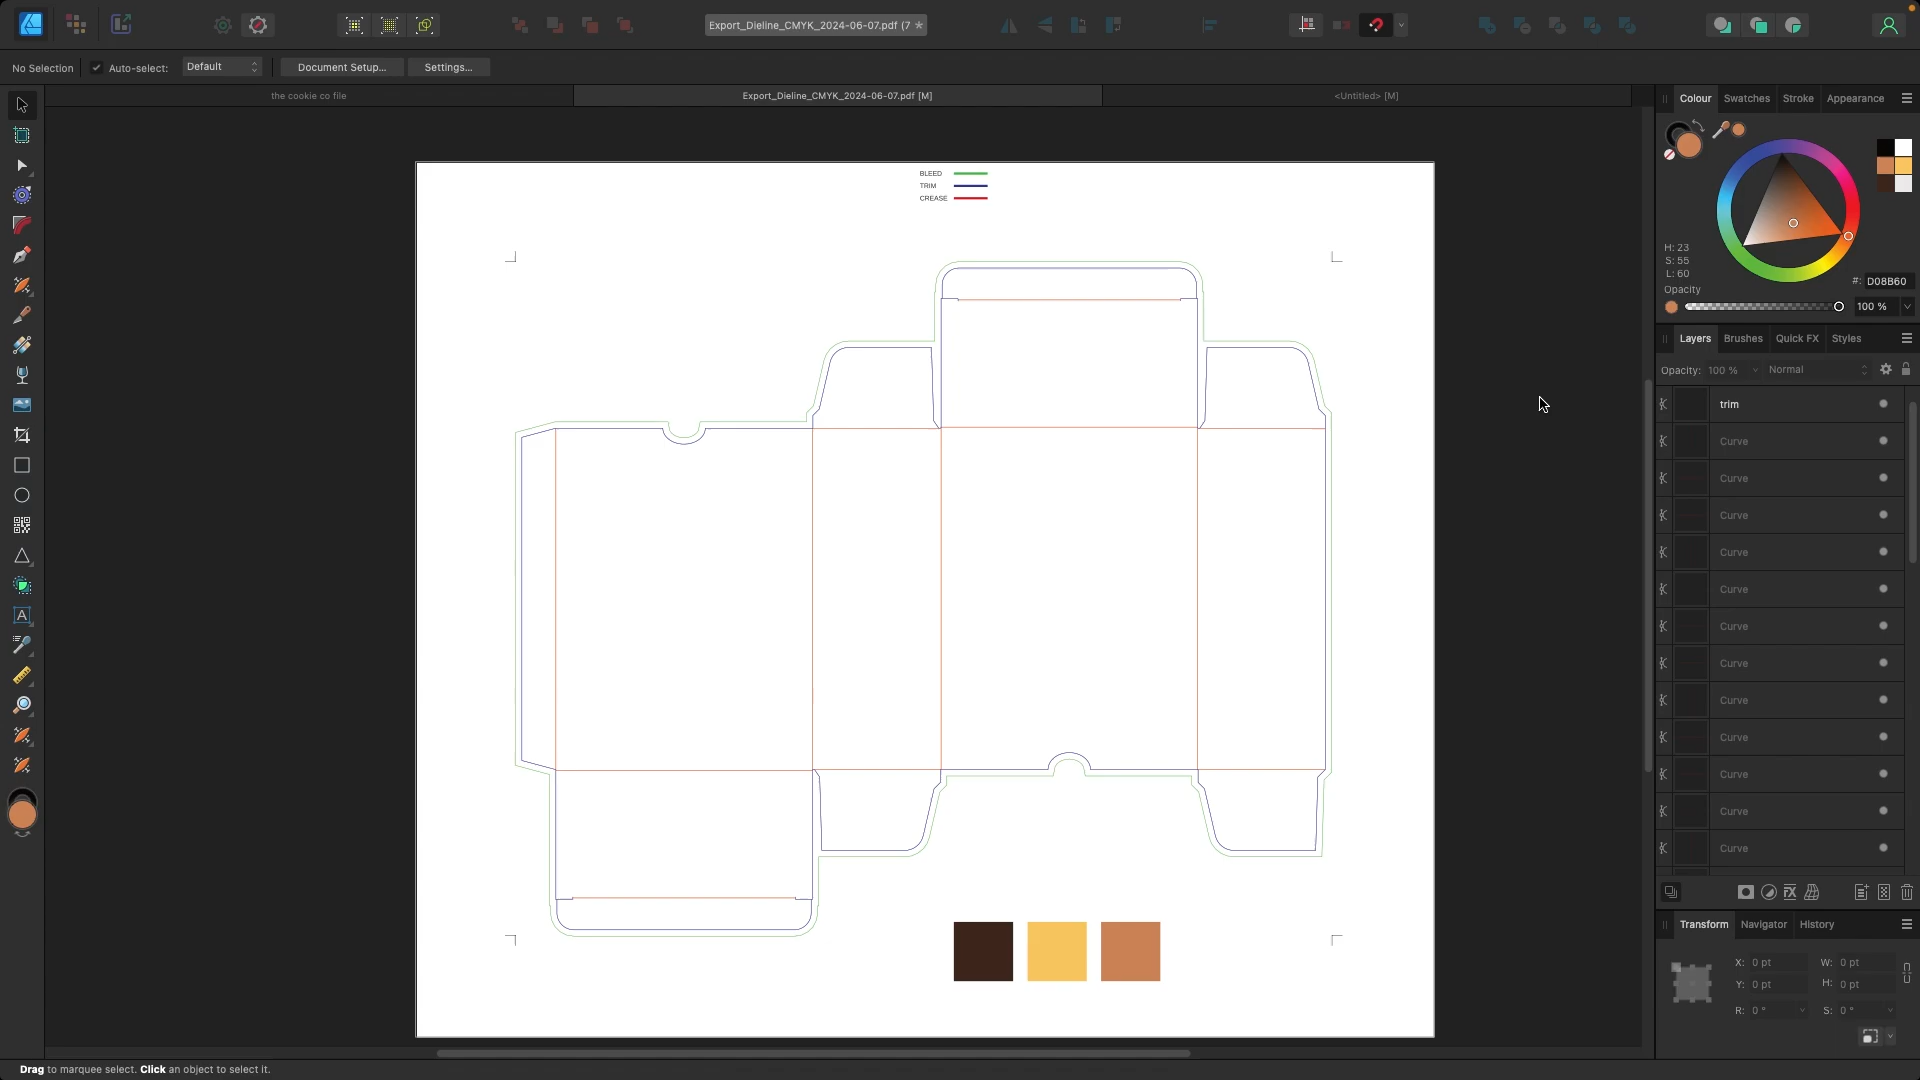 Export_Dieline_CMYK_2024-06-07.pdf (7 *
No Selection
Auto-select:
Default
Document Setup...
Settings...
the cookie co file
Export_Dieline_CMYK_2024-06-07.pdf [M]
<Untitled> [M]
BLEED
TRIM
CREASE
A
Colour
Swatches
Stroke
Appearance
H: 23
S: 55
L: 60
#: D08B60
Opacity
100 %
Layers
Brushes
Quick FX
Styles
Opacity: 100 %
Normal
trim
Curve
Curve
Curve
Curve
Curve
Curve
Curve
Curve
Curve
Curve
Curve
Curve
Transform
Navigator
History
X: 0 pt
W: 0 pt
Y: 0 pt
H: 0 pt
R: 0 °
S: 0 °
Drag to marquee select. Click an object to select it.